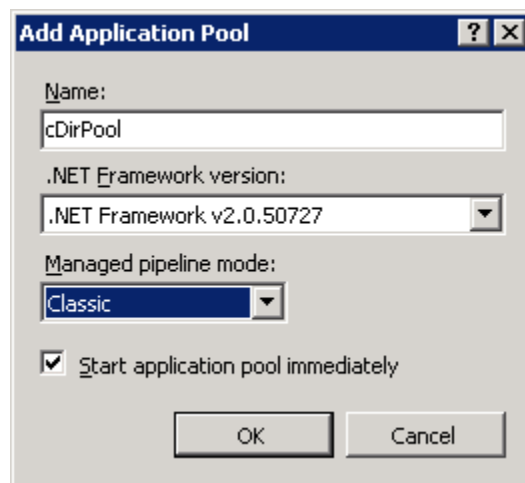 Add Application Pool
Name:
cDirPool
.NET Framework version:
.NET Framework v2.0.50727
Managed pipeline mode:
Classic
Start application pool immediately
OK Cancel